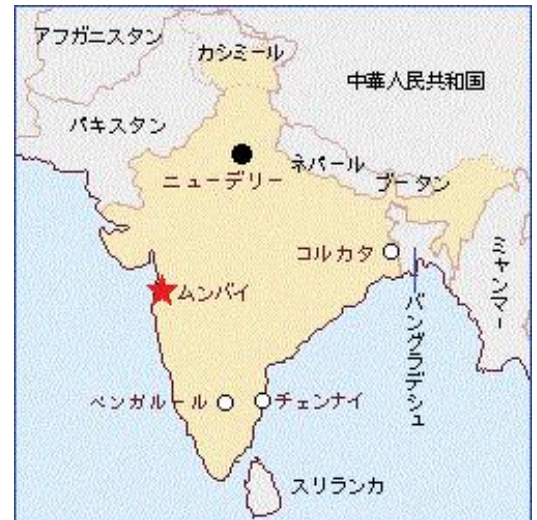 アフガニスタン
カシミール
中華人民共和国
パキスタン
ネパール
ニューデリー
ブータン
コルカタ
ミャンマー
ムンバイ
バングラデシュ
ベンガルール
チェンナイ
スリランカ